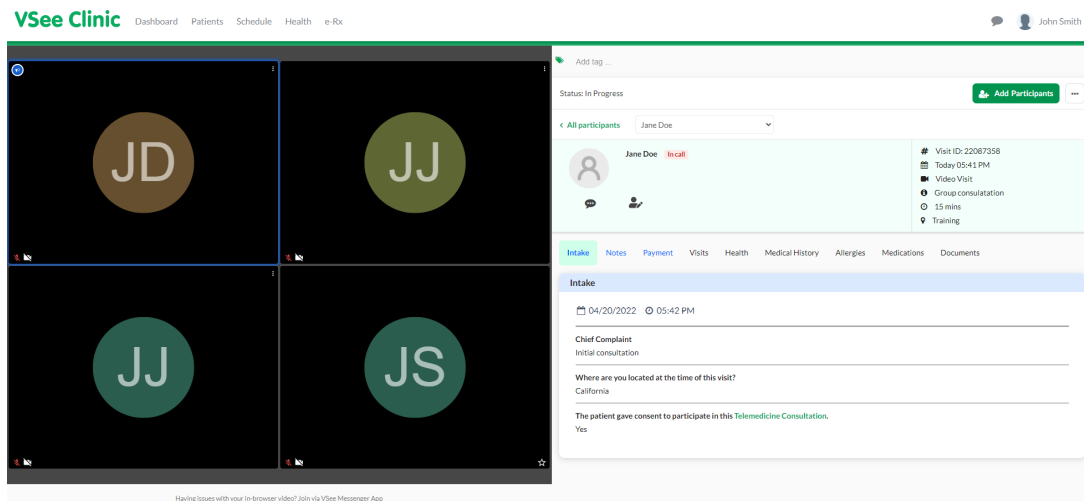 VSee Clinic Dashboard Patients Schedule Health e-Rx John Smith
JD
JJ
JJ
JS
Having issues with your in-browser video? Join via VSee Messenger App
Add tag ...
Status: In Progress
Add Participants
All participants Jane Doe
Jane Doe In call
# Visit ID: 22087358
Today 05:41 PM
Video Visit
Group consulatation
15 mins
Training
Intake Notes Payment Visits Health Medical History Allergies Medications Documents
Intake
04/20/2022 05:42 PM
Chief Complaint
Initial consultation
Where are you located at the time of this visit?
California
The patient gave consent to participate in this Telemedicine Consultation.
Yes